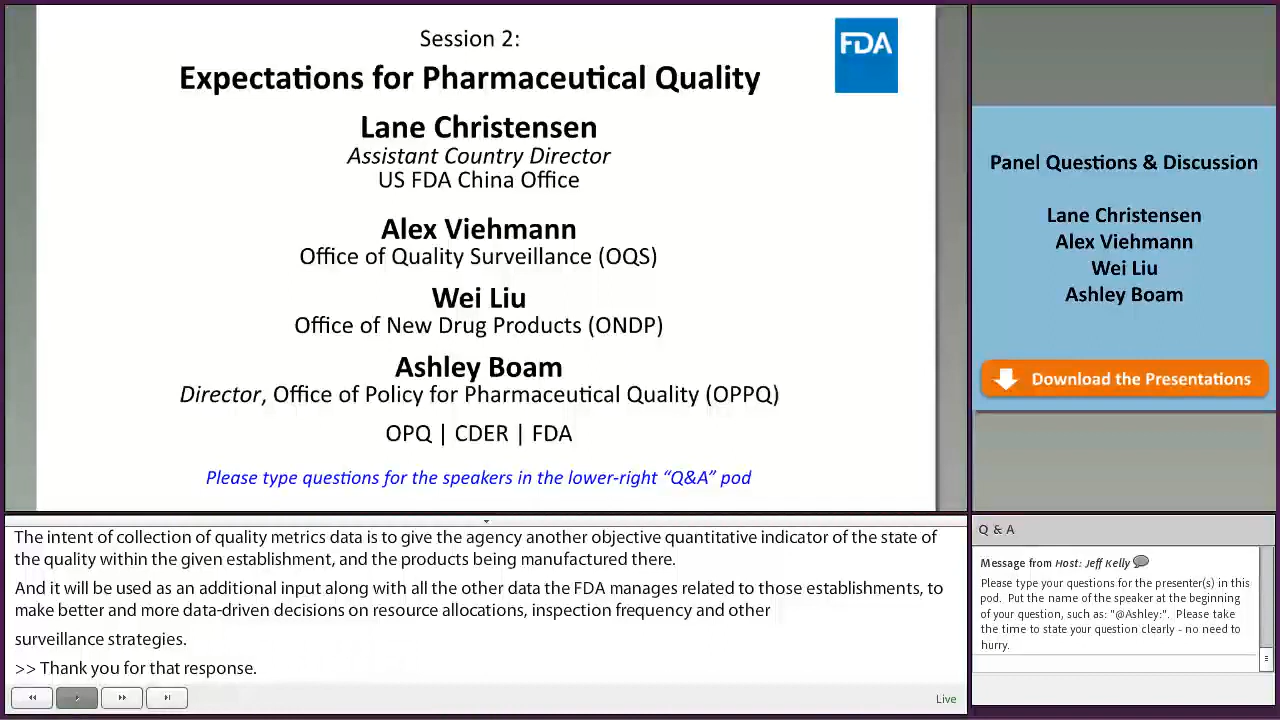 Session 2:
Expectations for Pharmaceutical Quality
FDA
Lane Christensen
Assistant Country Director
US FDA China Office
Alex Viehmann
Office of Quality Surveillance (OQS)
Wei Liu
Office of New Drug Products (ONDP)
Ashley Boam
Director, Office of Policy for Pharmaceutical Quality (OPPQ)
OPQ | CDER | FDA
Please type questions for the speakers in the lower-right “Q&A” pod
Panel Questions & Discussion
Lane Christensen
Alex Viehmann
Wei Liu
Ashley Boam
Download the Presentations
The intent of collection of quality metrics data is to give the agency another objective quantitative indicator of the state of
the quality within the given establishment, and the products being manufactured there.
And it will be used as an additional input along with all the other data the FDA manages related to those establishments, to
make better and more data-driven decisions on resource allocations, inspection frequency and other
surveillance strategies.
>> Thank you for that response.
Live
Q & A
Message from Host: Jeff Kelly
Please type your questions for the presenter(s) in this
pod. Put the name of the speaker at the beginning
of your question, such as: "@Ashley:". Please take
the time to state your question clearly - no need to
hurry.